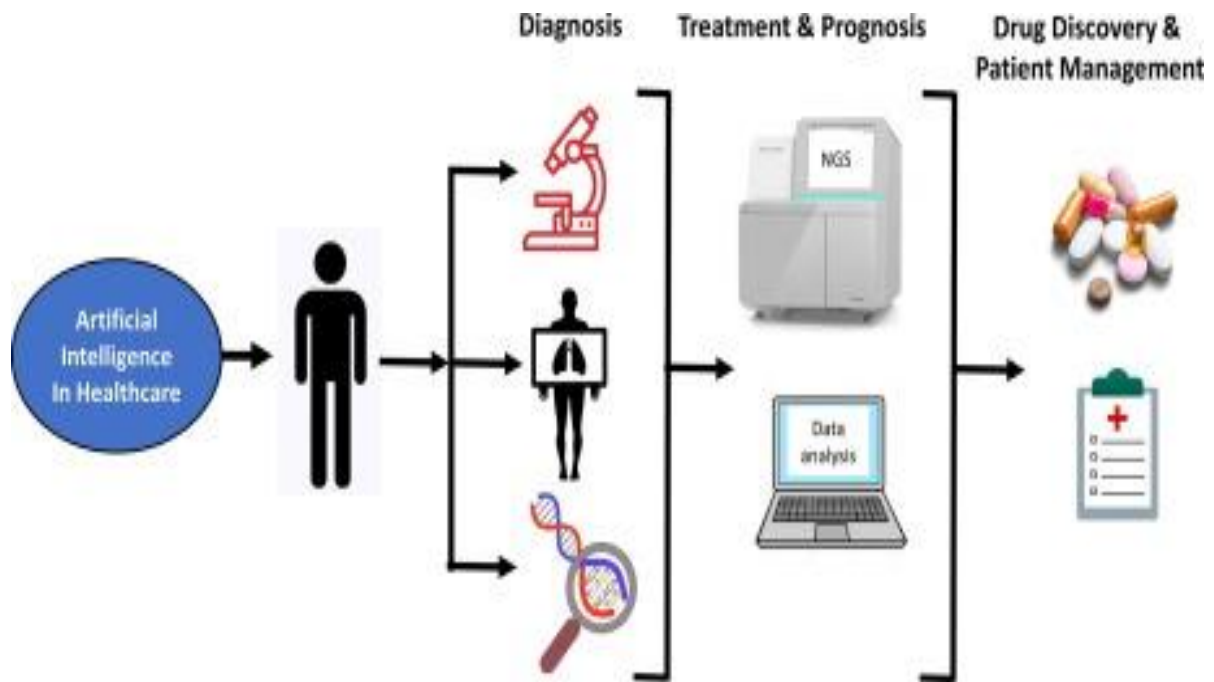 Diagnosis
Treatment & Prognosis
Drug Discovery &
Patient Management
Artificial
Intelligence
In Healthcare
NGS
Data
analysis